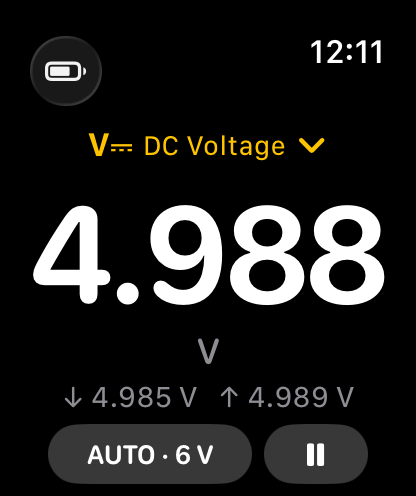 12:11
V⎓ DC Voltage
4.988
V
↓ 4.985 V ↑ 4.989 V
AUTO · 6 V